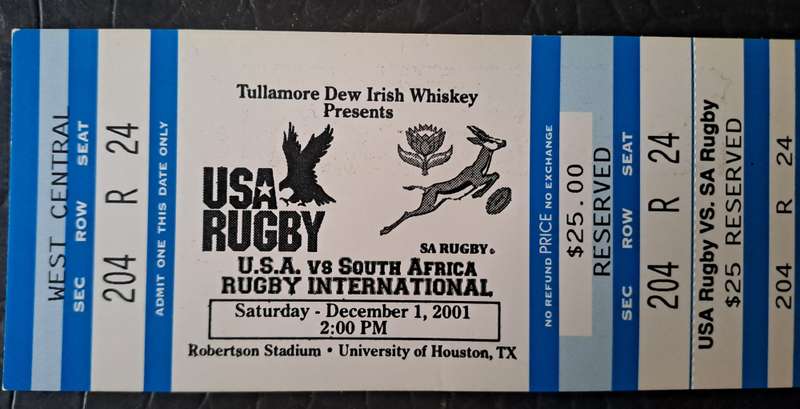 WEST CENTRAL
SEC ROW SEAT
204 R 24
ADMIT ONE THIS DATE ONLY
Tullamore Dew Irish Whiskey
Presents
USA
RUGBY
SA RUGBY
U.S.A. VS SOUTH AFRICA
RUGBY INTERNATIONAL
Saturday - December 1, 2001
2:00 PM
Robertson Stadium • University of Houston, TX
NO REFUND PRICE NO EXCHANGE
$25.00
RESERVED
SEC ROW SEAT
204 R 24
USA Rugby VS. SA Rugby
$25 RESERVED
204 R 24